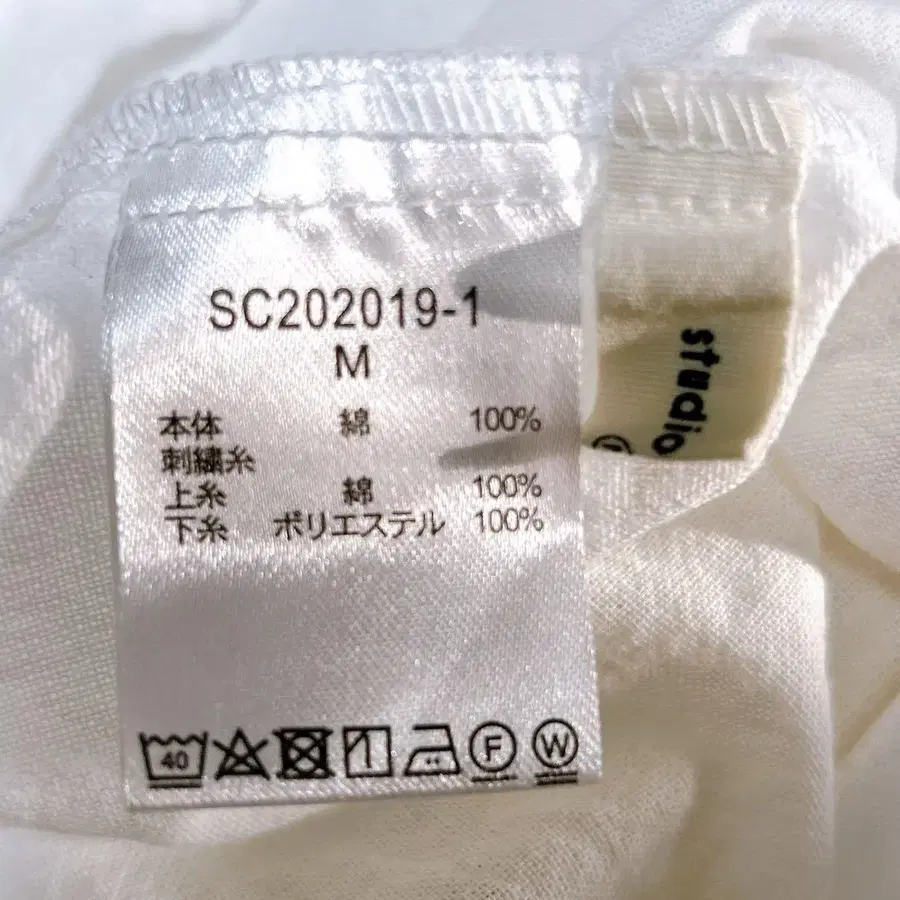 SC202019-1
M
本体 綿 100%
刺繍糸
上糸 綿 100%
下糸 ポリエステル 100%
40
F
W
studio